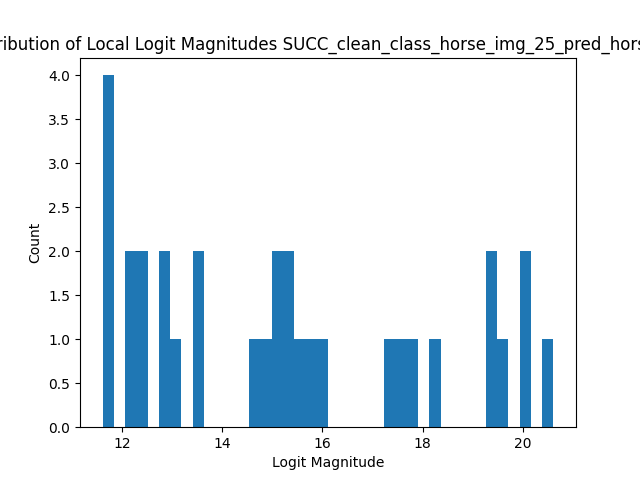 ribution of Local Logit Magnitudes SUCC_clean_class_horse_img_25_pred_hors
4.0
3.5
3.0
2.5
2.0
1.5
1.0
0.5
0.0
Count
12 14 16 18 20
Logit Magnitude